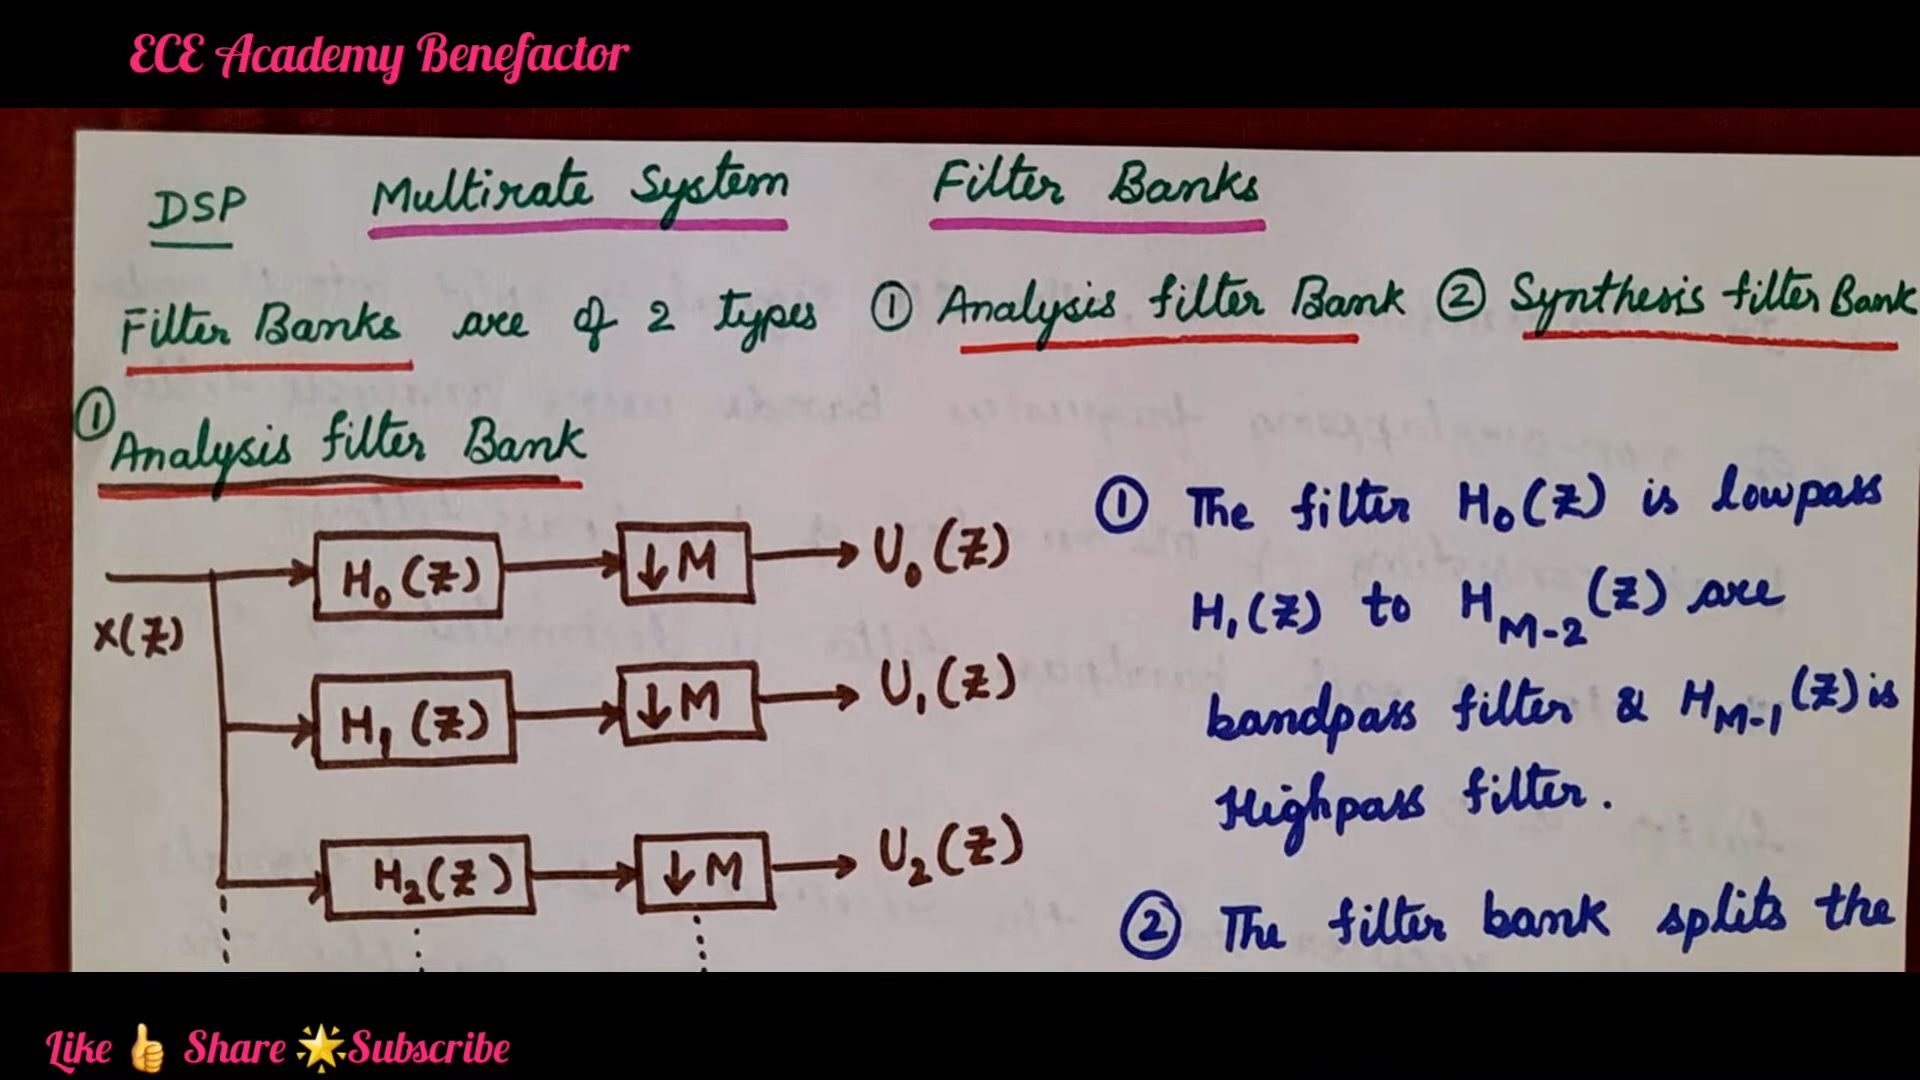 ECE Academy Benefactor
DSP Multirate System Filter Banks
Filter Banks are of 2 types ① Analysis filter Bank ② Synthesis filter Bank
① Analysis filter Bank
X(Z)
H₀(Z) ↓M U₀(Z)
H₁(Z) ↓M U₁(Z)
H₂(Z) ↓M U₂(Z)
① The filter H₀(Z) is lowpass
H₁(Z) to H_M-2(Z) are
bandpass filter & H_M-1(Z) is
Highpass filter.
② The filter bank splits the
Like 👍 Share 🌟Subscribe